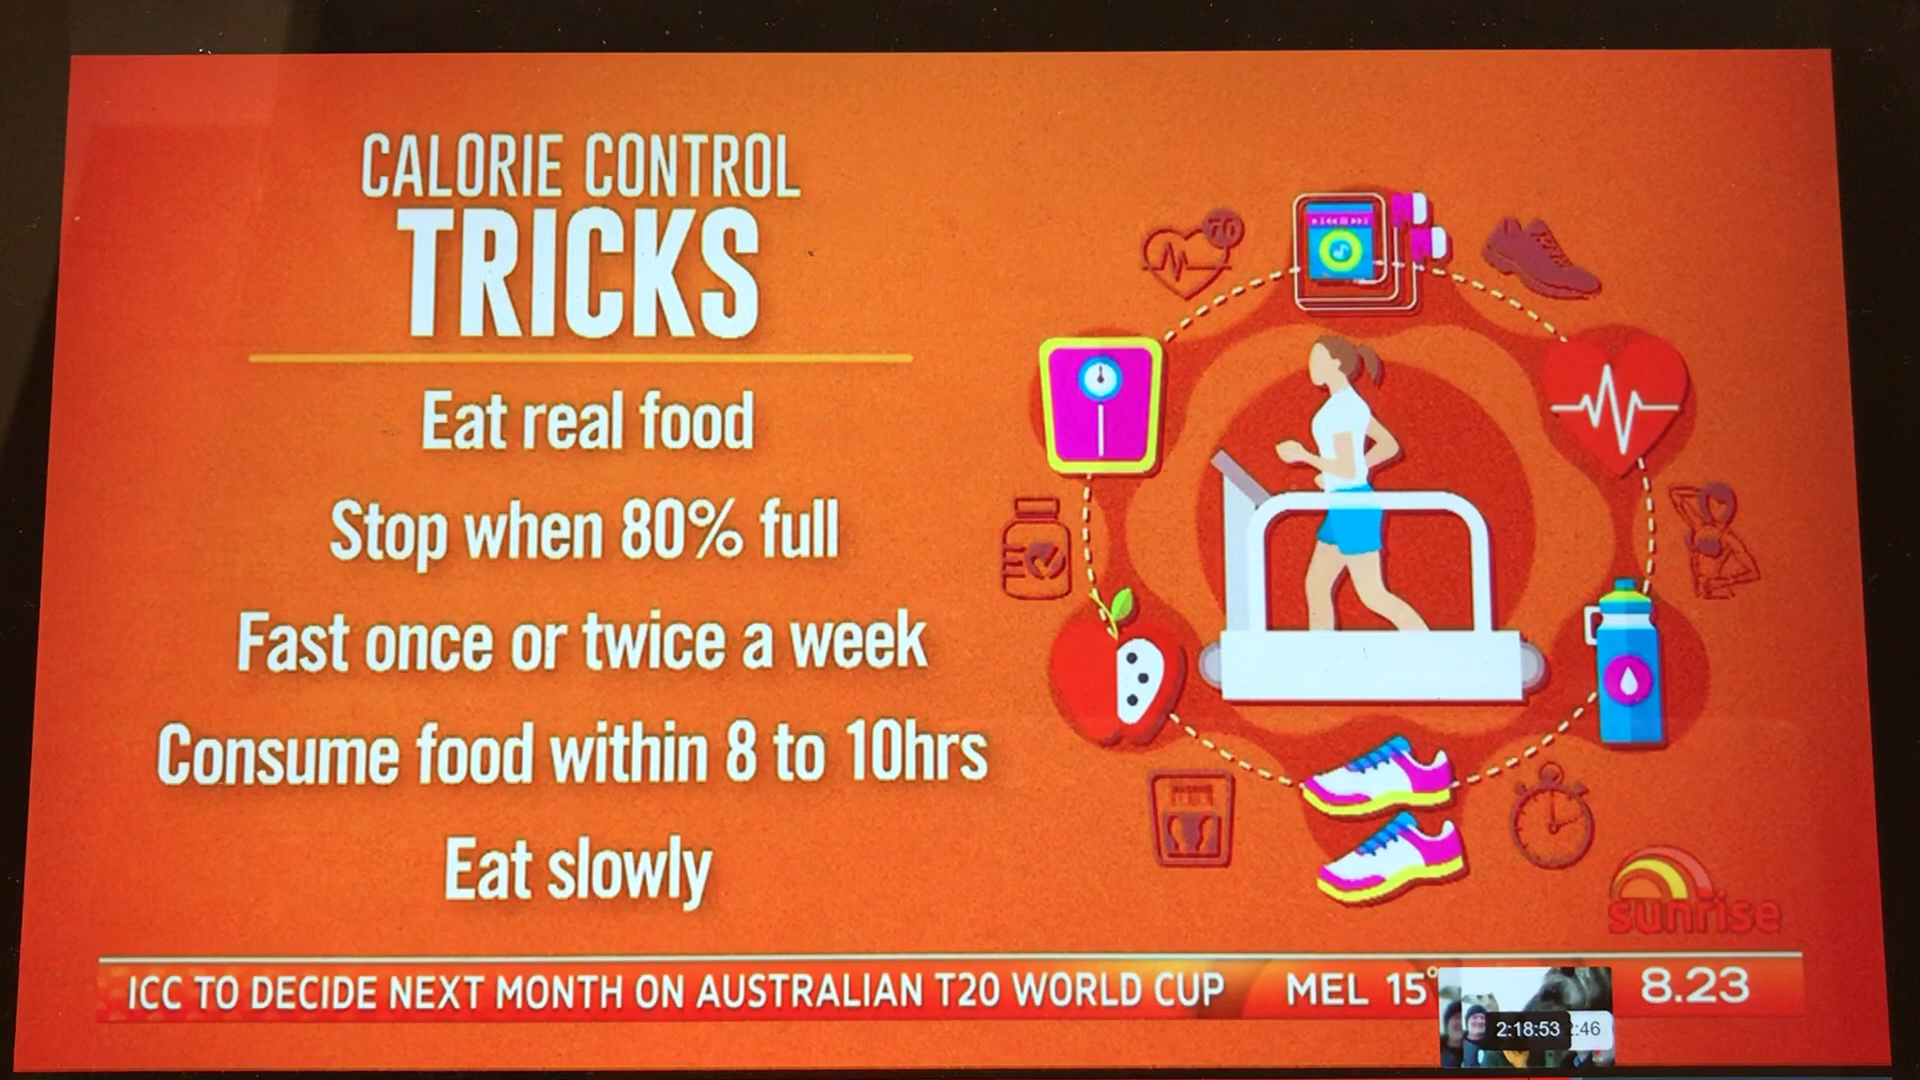 CALORIE CONTROL
TRICKS
Eat real food
Stop when 80% full
Fast once or twice a week
Consume food within 8 to 10hrs
Eat slowly
70
sunrise
ICC TO DECIDE NEXT MONTH ON AUSTRALIAN T20 WORLD CUP MEL 15° 8.23
2:18:53 :46